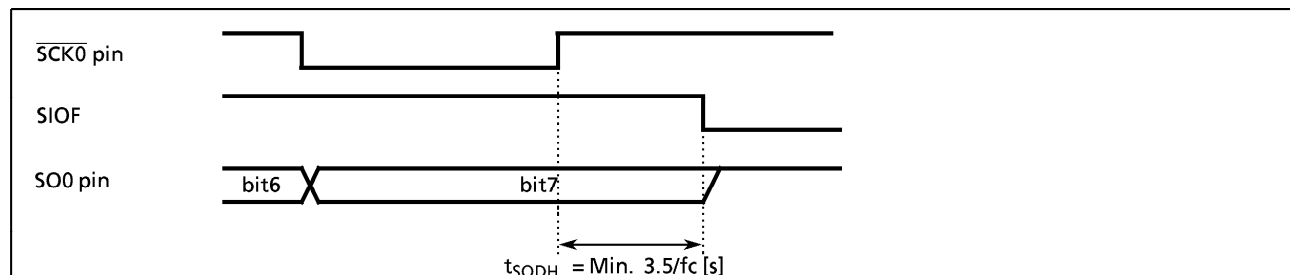 SCK0 pin
SIOF
SO0 pin
bit6
bit7
tSODH = Min. 3.5/fc [s]